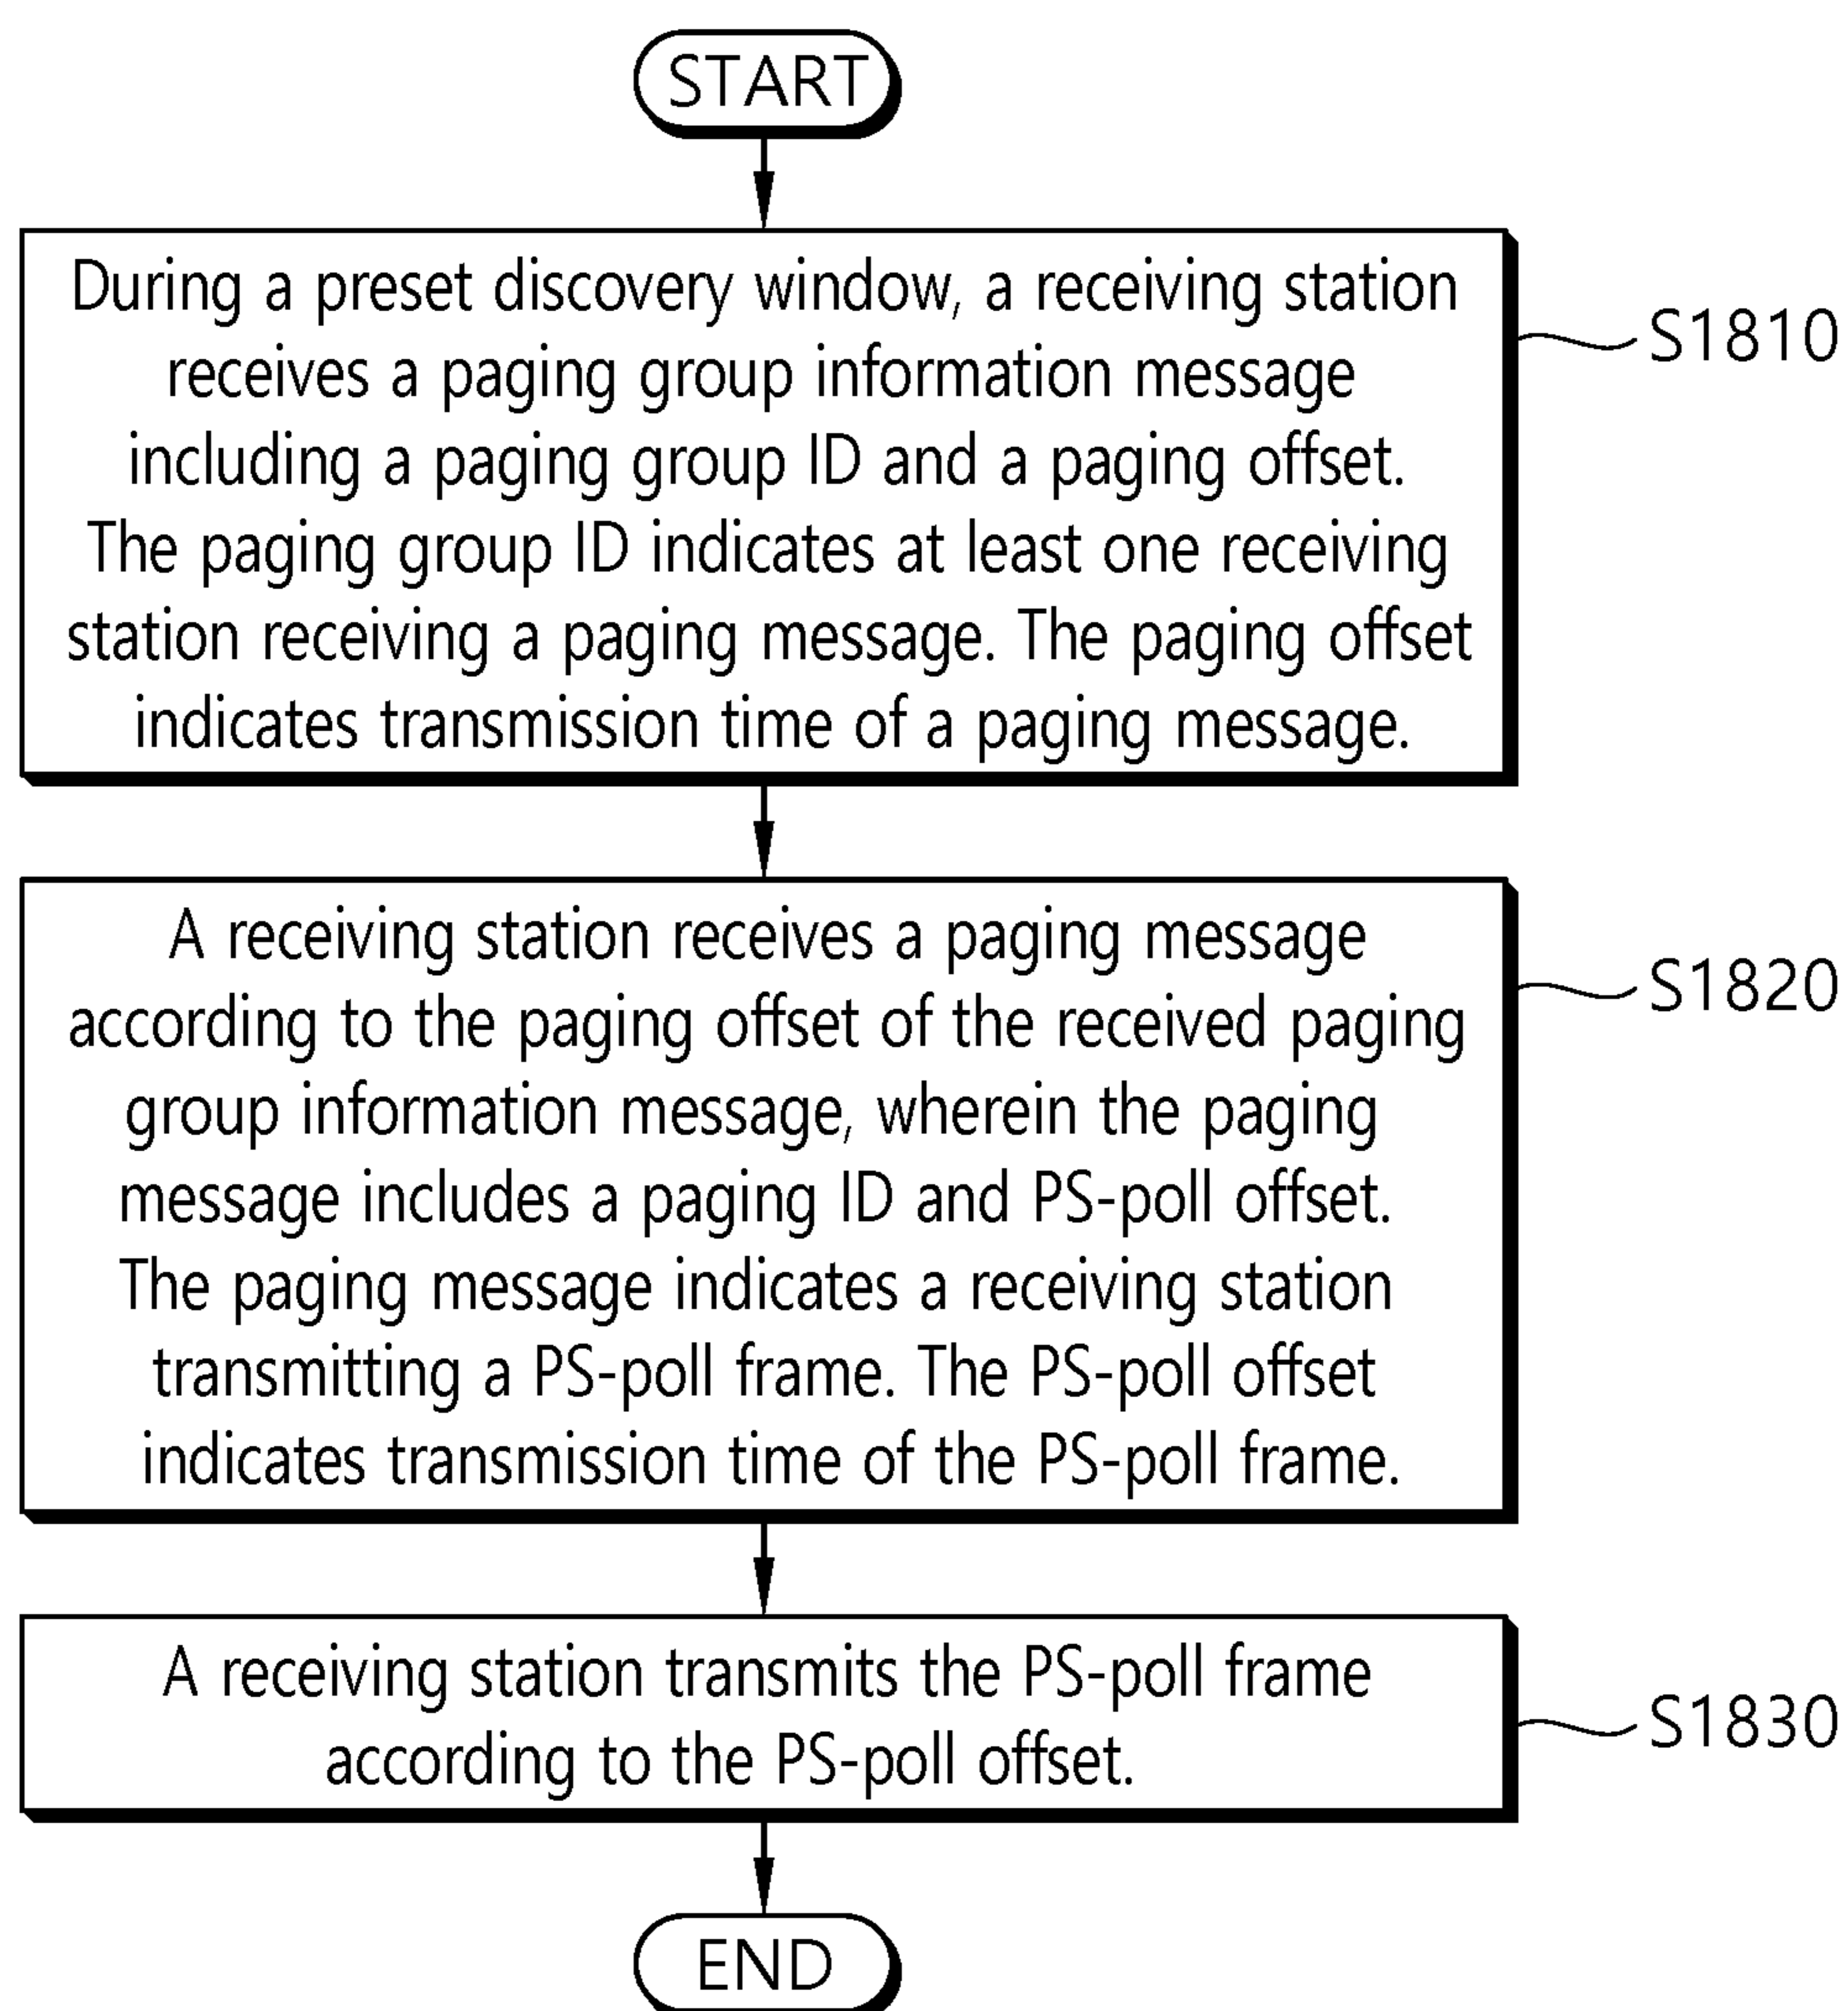 START
During a preset discovery window, a receiving station
receives a paging group information message
including a paging group ID and a paging offset.
The paging group ID indicates at least one receiving
station receiving a paging message. The paging offset
indicates transmission time of a paging message.
S1810
A receiving station receives a paging message
according to the paging offset of the received paging
group information message, wherein the paging
message includes a paging ID and PS-poll offset.
The paging message indicates a receiving station
transmitting a PS-poll frame. The PS-poll offset
indicates transmission time of the PS-poll frame.
S1820
A receiving station transmits the PS-poll frame
according to the PS-poll offset.
S1830
END